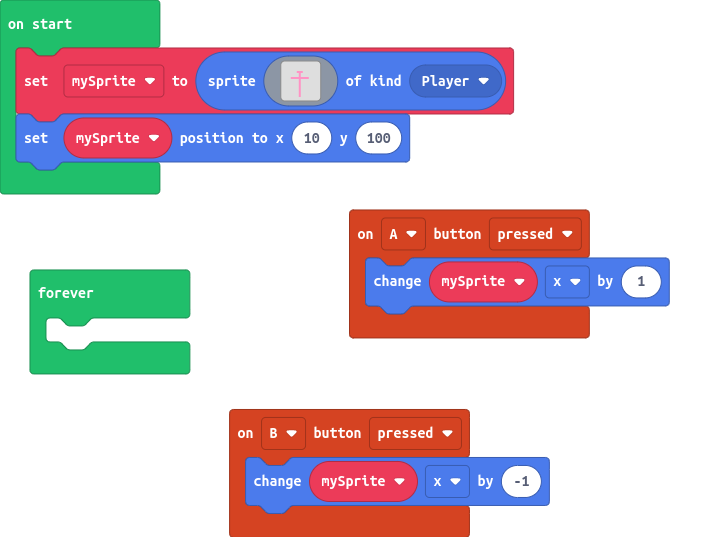 on start
set mySprite to sprite of kind Player
set mySprite position to x 10 y 100
on A button pressed
change mySprite x by 1
forever
on B button pressed
change mySprite x by -1